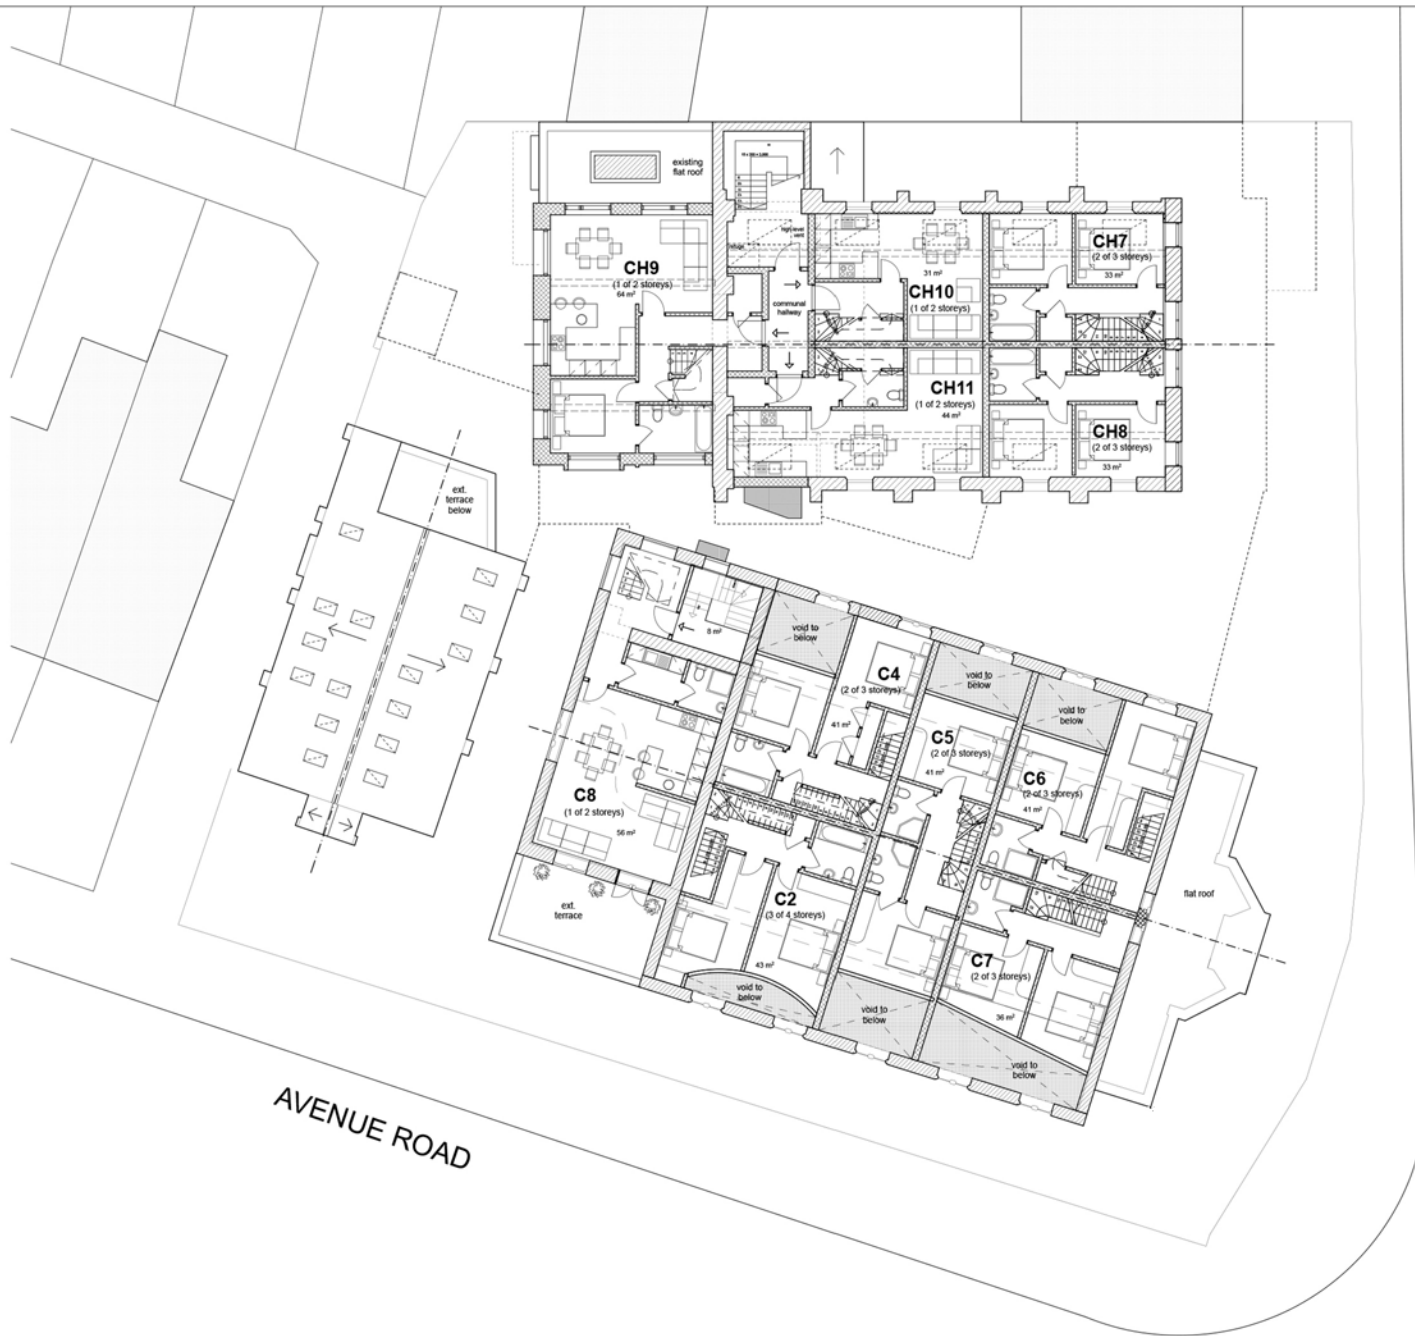 existing
flat roof
high-level
vent
refuge
CH9
(1 of 2 storeys)
64 m²
communal
hallway
31 m²
CH10
(1 of 2 storeys)
CH7
(2 of 3 storeys)
33 m²
CH11
(1 of 2 storeys)
44 m²
CH8
(2 of 3 storeys)
33 m²
ext.
terrace
below
8 m²
void to
below
C4
(2 of 3 storeys)
41 m²
void to
below
void to
below
C5
(2 of 3 storeys)
41 m²
C6
(2 of 3 storeys)
41 m²
C8
(1 of 2 storeys)
56 m²
flat roof
ext.
terrace
C2
(3 of 4 storeys)
43 m²
void to
below
C7
(2 of 3 storeys)
36 m²
void to
below
void to
below
AVENUE ROAD